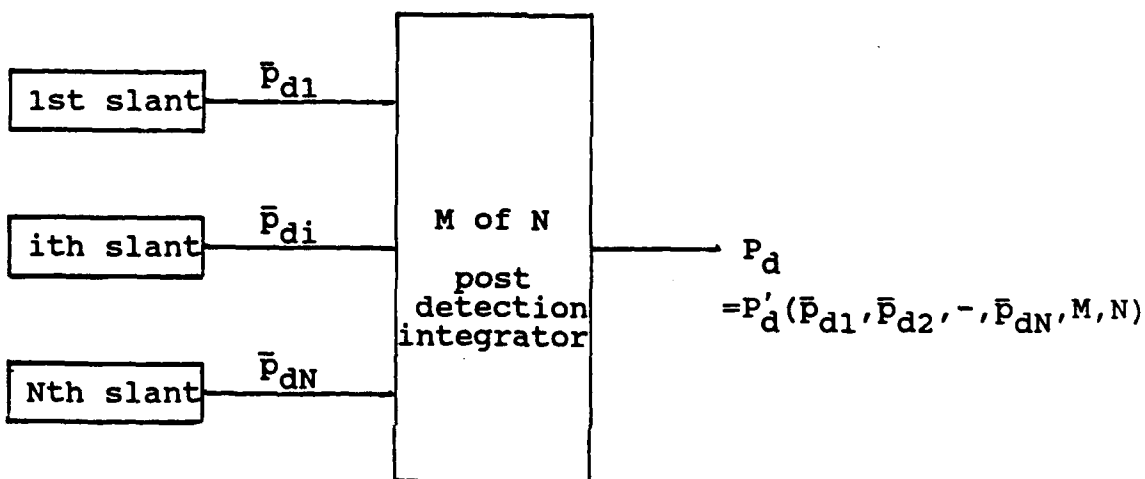 1st slant
p̄d1
ith slant
p̄di
Nth slant
p̄dN
M of N
post
detection
integrator
Pd
=P'd(p̄d1,p̄d2,-,p̄dN,M,N)